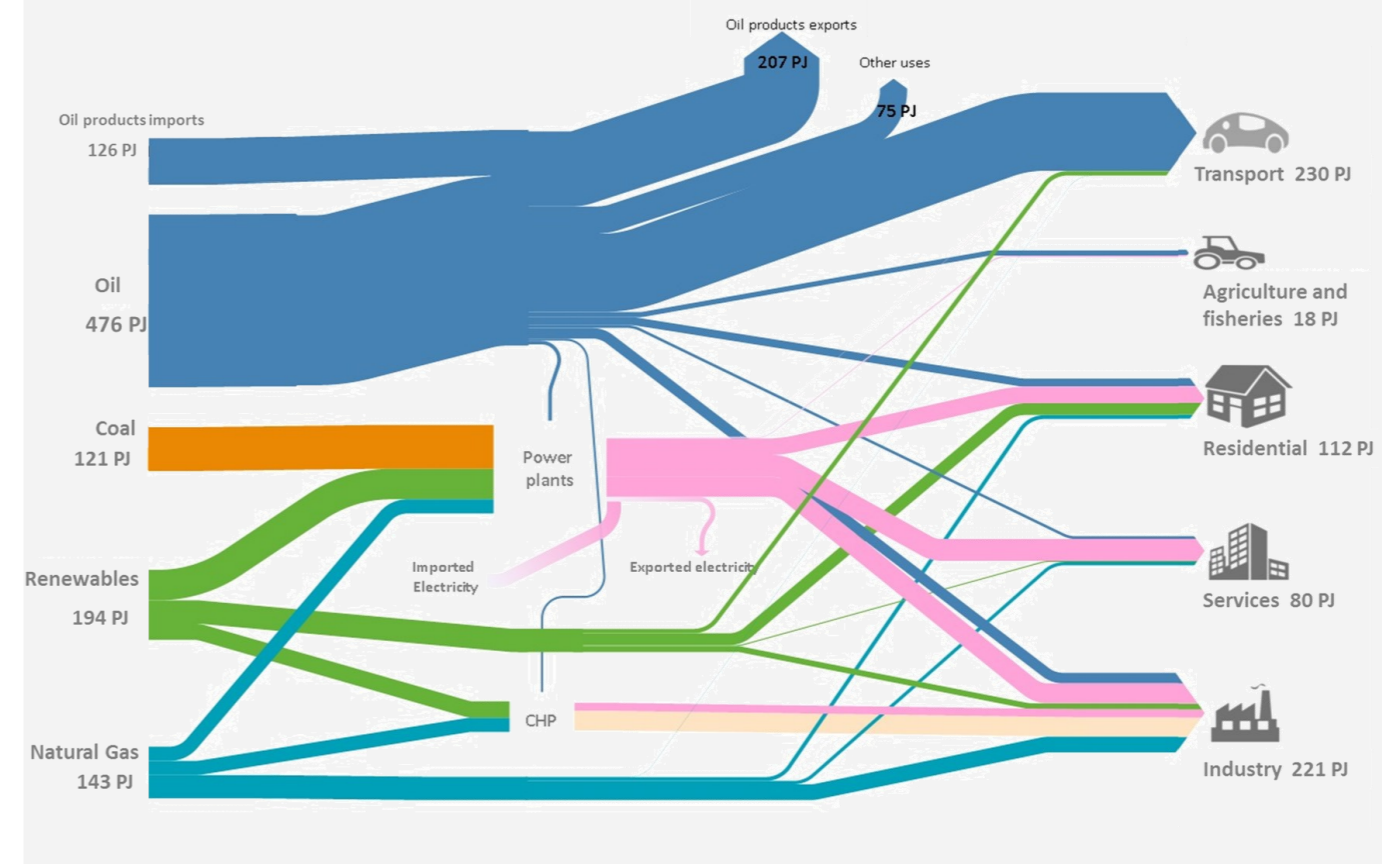 Oil products exports
207 PJ
Other uses
75 PJ
Oil products imports
126 PJ
Transport 230 PJ
Oil
476 PJ
Agriculture and
fisheries 18 PJ
Coal
121 PJ
Power
plants
Residential 112 PJ
Imported
Electricity
Exported electricity
Renewables
194 PJ
Services 80 PJ
CHP
Natural Gas
143 PJ
Industry 221 PJ